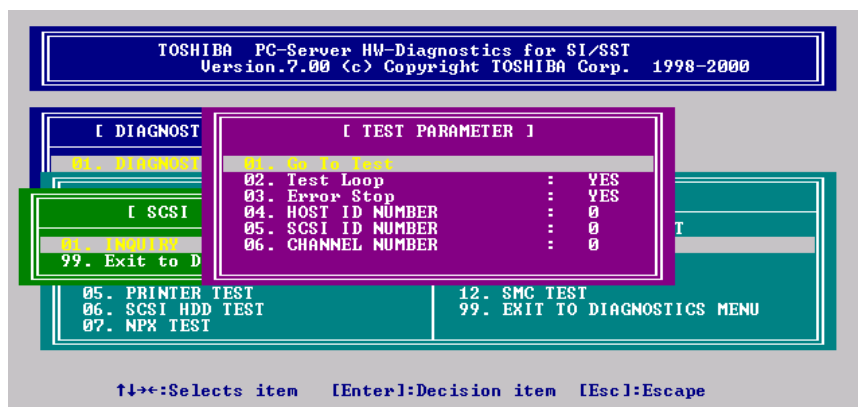 TOSHIBA PC-Server HW-Diagnostics for SI/SST
Version.7.00 (c) Copyright TOSHIBA Corp. 1998-2000
[ DIAGNOST
01. DIAGNOST
[ TEST PARAMETER ]
01. Go To Test
02. Test Loop : YES
03. Error Stop : YES
04. HOST ID NUMBER : 0
05. SCSI ID NUMBER : 0
06. CHANNEL NUMBER : 0
[ SCSI
01. INQUIRY
99. Exit to D
T
05. PRINTER TEST
06. SCSI HDD TEST
07. NPX TEST
12. SMC TEST
99. EXIT TO DIAGNOSTICS MENU
↑↓→←:Selects item [Enter]:Decision item [Esc]:Escape